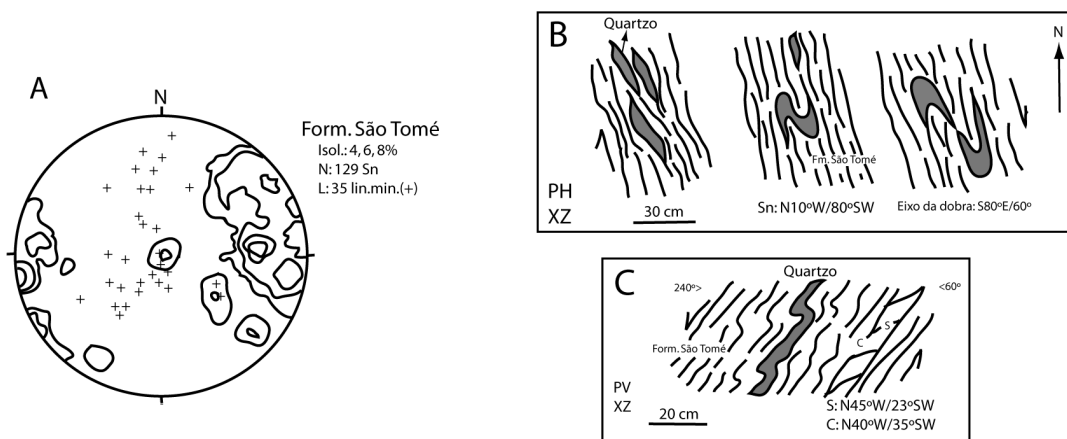 A
N
Form. São Tomé
Isol.: 4, 6, 8%
N: 129 Sn
L: 35 lin.min.(+)
B
Quartzo
N
Fm. São Tomé
PH
XZ
30 cm
Sn: N10ºW/80ºSW
Eixo da dobra: S80ºE/60º
C
Quartzo
240º>
<60º
S
C
Form. São Tomé
PV
XZ
20 cm
S: N45ºW/23ºSW
C: N40ºW/35ºSW